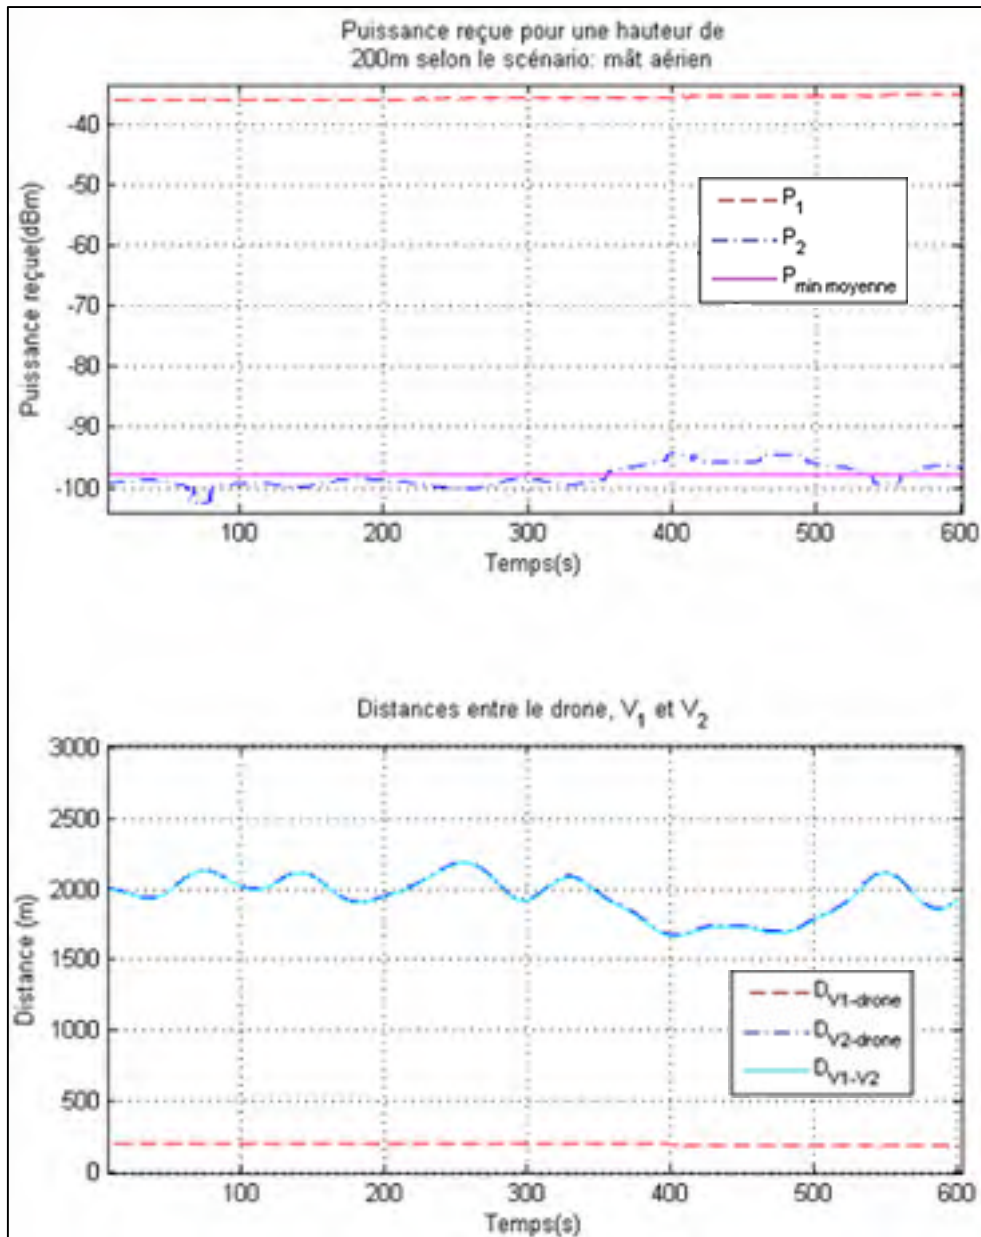 Puissance reçue pour une hauteur de
200m selon le scénario: mât aérien
Puissance reçue(dBm)
-40
-50
-60
-70
-80
-90
-100
P1
P2
Pmin moyenne
100
200
300
400
500
600
Temps(s)
Distances entre le drone, V1 et V2
Distance (m)
3000
2500
2000
1500
1000
500
0
DV1-drone
DV2-drone
DV1-V2
100
200
300
400
500
600
Temps(s)